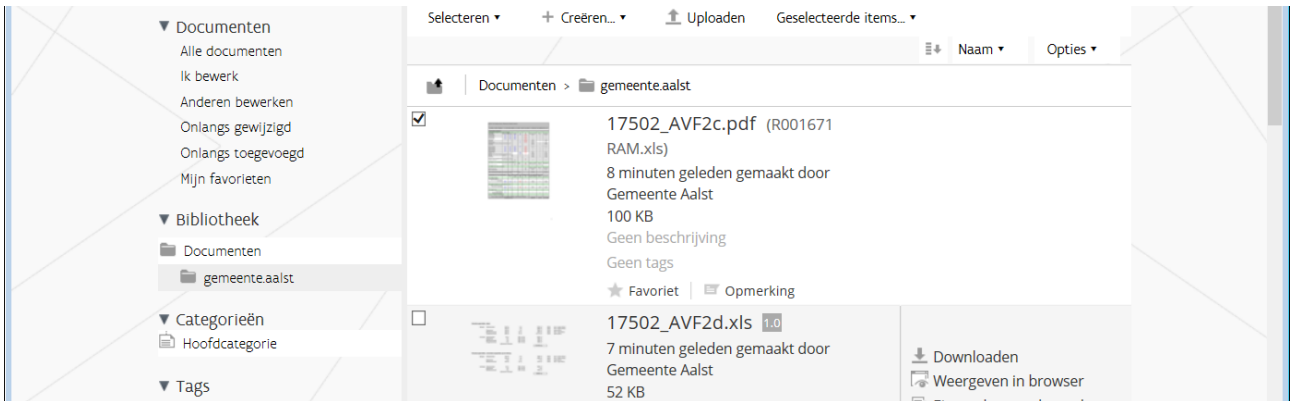 Documenten
Alle documenten
Ik bewerk
Anderen bewerken
Onlangs gewijzigd
Onlangs toegevoegd
Mijn favorieten
Bibliotheek
Documenten
gemeente.aalst
Categorieën
Hoofdcategorie
Tags
Selecteren Creëren... Uploaden Geselecteerde items...
Naam Opties
Documenten > gemeente.aalst
17502_AVF2c.pdf (R001671
RAM.xls)
8 minuten geleden gemaakt door
Gemeente Aalst
100 KB
Geen beschrijving
Geen tags
Favoriet Opmerking
17502_AVF2d.xls 1.0
7 minuten geleden gemaakt door
Gemeente Aalst
52 KB
Downloaden
Weergeven in browser